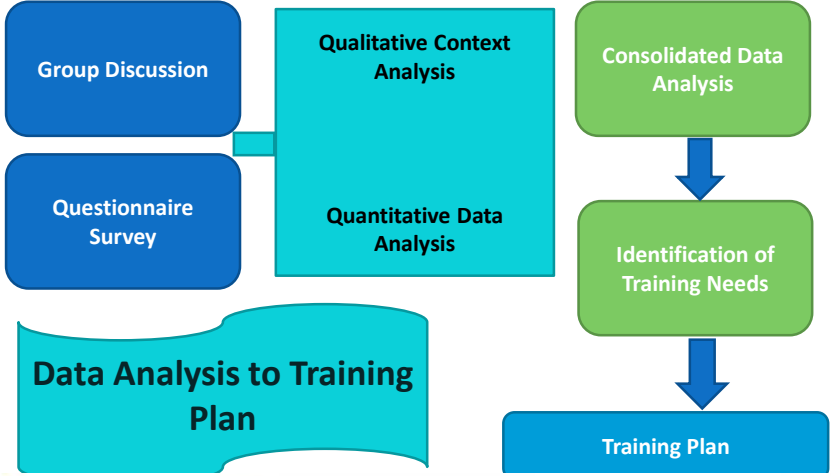 Group Discussion
Questionnaire
Survey
Qualitative Context
Analysis
Quantitative Data
Analysis
Consolidated Data
Analysis
Identification of
Training Needs
Training Plan
Data Analysis to Training
Plan